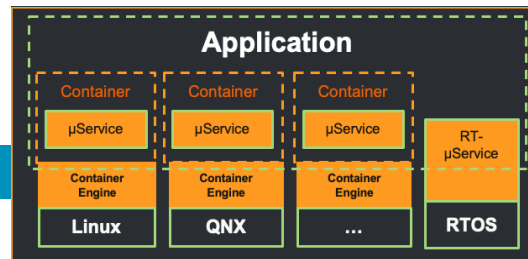 Application
Container
Container
Container
µService
µService
µService
RT-
µService
Container
Engine
Container
Engine
Container
Engine
Linux
QNX
...
RTOS